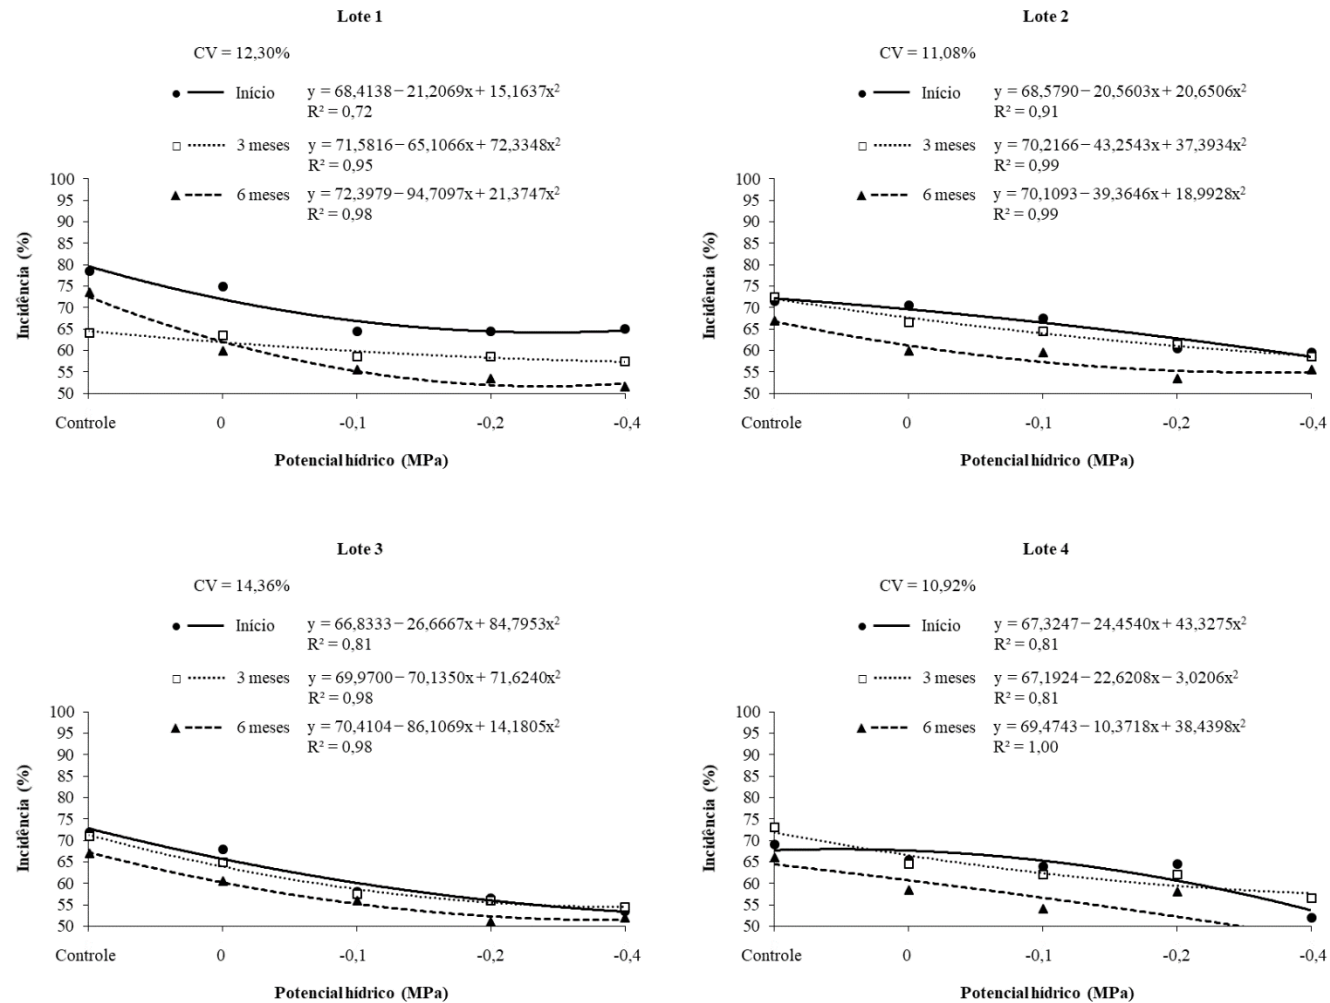 Lote 1
CV = 12,30%
Início y = 68,4138 − 21,2069x + 15,1637x²
R² = 0,72
3 meses y = 71,5816 − 65,1066x + 72,3348x²
R² = 0,95
6 meses y = 72,3979 − 94,7097x + 21,3747x²
R² = 0,98
Incidência (%)
100
95
90
85
80
75
70
65
60
55
50
Controle 0 -0,1 -0,2 -0,4
Potencial hídrico (MPa)
Lote 2
CV = 11,08%
Início y = 68,5790 − 20,5603x + 20,6506x²
R² = 0,91
3 meses y = 70,2166 − 43,2543x + 37,3934x²
R² = 0,99
6 meses y = 70,1093 − 39,3646x + 18,9928x²
R² = 0,99
Incidência (%)
100
95
90
85
80
75
70
65
60
55
50
Controle 0 -0,1 -0,2 -0,4
Potencial hídrico (MPa)
Lote 3
CV = 14,36%
Início y = 66,8333 − 26,6667x + 84,7953x²
R² = 0,81
3 meses y = 69,9700 − 70,1350x + 71,6240x²
R² = 0,98
6 meses y = 70,4104 − 86,1069x + 14,1805x²
R² = 0,98
Incidência (%)
100
95
90
85
80
75
70
65
60
55
50
Controle 0 -0,1 -0,2 -0,4
Potencial hídrico (MPa)
Lote 4
CV = 10,92%
Início y = 67,3247 − 24,4540x + 43,3275x²
R² = 0,81
3 meses y = 67,1924 − 22,6208x − 3,0206x²
R² = 0,81
6 meses y = 69,4743 − 10,3718x + 38,4398x²
R² = 1,00
Incidência (%)
100
95
90
85
80
75
70
65
60
55
50
Controle 0 -0,1 -0,2 -0,4
Potencial hídrico (MPa)